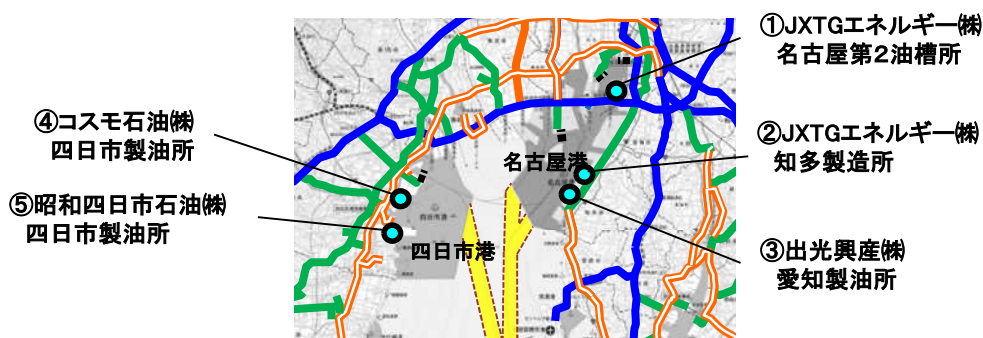 ①JXTGエネルギー㈱
名古屋第2油槽所
④コスモ石油㈱
四日市製油所
②JXTGエネルギー㈱
知多製造所
名古屋港
⑤昭和四日市石油㈱
四日市製油所
四日市港
③出光興産㈱
愛知製油所